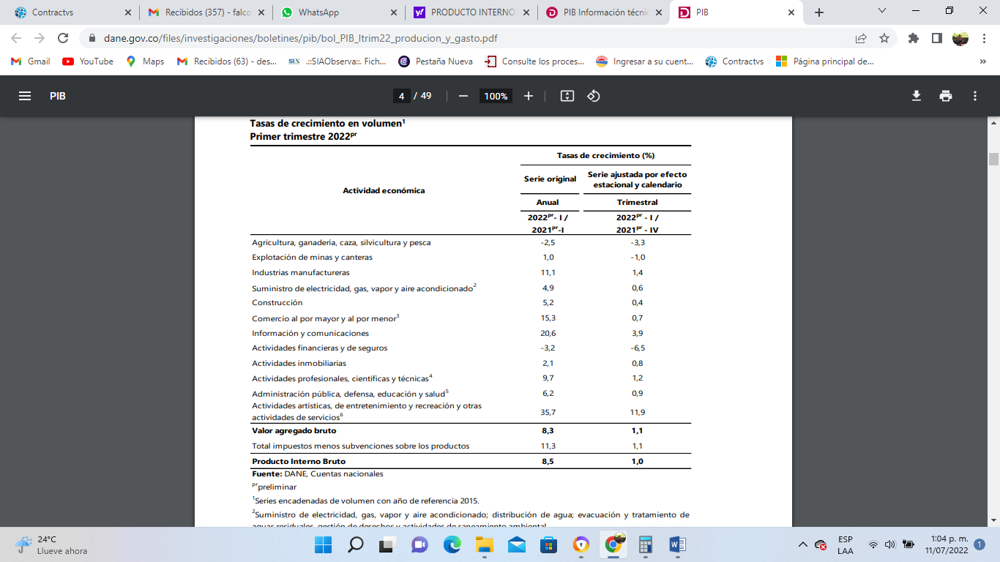 Contractvs
Recibidos (357) - falco
WhatsApp
PRODUCTO INTERNO
PIB Información técnic
PIB
dane.gov.co/files/investigaciones/boletines/pib/bol_PIB_Itrim22_producion_y_gasto.pdf
Gmail
YouTube
Maps
Recibidos (63) - des...
.::SIAObserva::. Fich...
Pestaña Nueva
Consulte los proces...
Ingresar a su cuent...
Contractvs
Página principal de...
»
PIB
4 / 49
100%
Tasas de crecimiento en volumen¹
Primer trimestre 2022ᵖʳ
Tasas de crecimiento (%)
Actividad económica
Serie original
Serie ajustada por efecto
estacional y calendario
Anual Trimestral
2022ᵖʳ- I / 2022ᵖʳ - I /
2021ᵖʳ-I 2021ᵖʳ - IV
Agricultura, ganadería, caza, silvicultura y pesca -2,5 -3,3
Explotación de minas y canteras 1,0 -1,0
Industrias manufactureras 11,1 1,4
Suministro de electricidad, gas, vapor y aire acondicionado² 4,9 0,6
Construcción 5,2 0,4
Comercio al por mayor y al por menor³ 15,3 0,7
Información y comunicaciones 20,6 3,9
Actividades financieras y de seguros -3,2 -6,5
Actividades inmobiliarias 2,1 0,8
Actividades profesionales, científicas y técnicas⁴ 9,7 1,2
Administración pública, defensa, educación y salud⁵ 6,2 0,9
Actividades artísticas, de entretenimiento y recreación y otras
actividades de servicios⁶ 35,7 11,9
Valor agregado bruto 8,3 1,1
Total impuestos menos subvenciones sobre los productos 11,3 1,1
Producto Interno Bruto 8,5 1,0
Fuente: DANE, Cuentas nacionales
ᵖʳpreliminar
¹Series encadenadas de volumen con año de referencia 2015.
²Suministro de electricidad, gas, vapor y aire acondicionado; distribución de agua; evacuación y tratamiento de
aguas residuales, gestión de desechos y actividades de saneamiento ambiental.
24°C
Llueve ahora
ESP
LAA
1:04 p. m.
11/07/2022
1